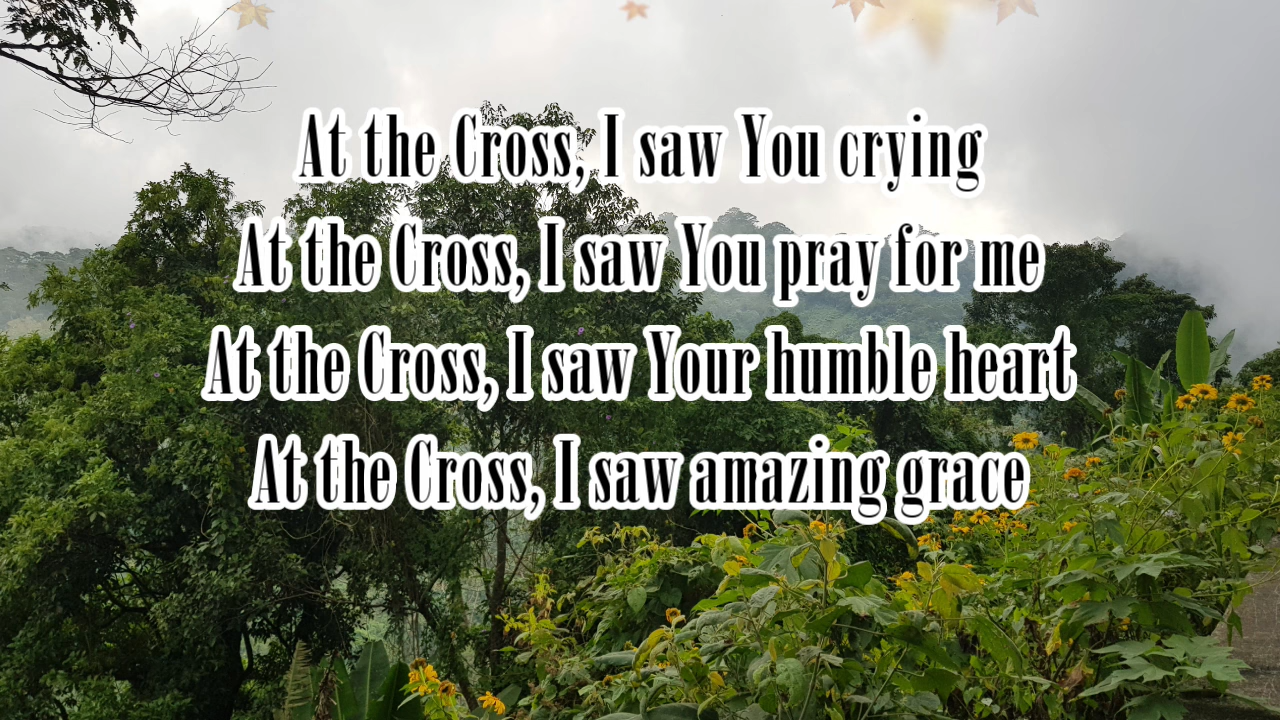 At the Cross, I saw You crying
At the Cross, I saw You pray for me
At the Cross, I saw Your humble heart
At the Cross, I saw amazing grace